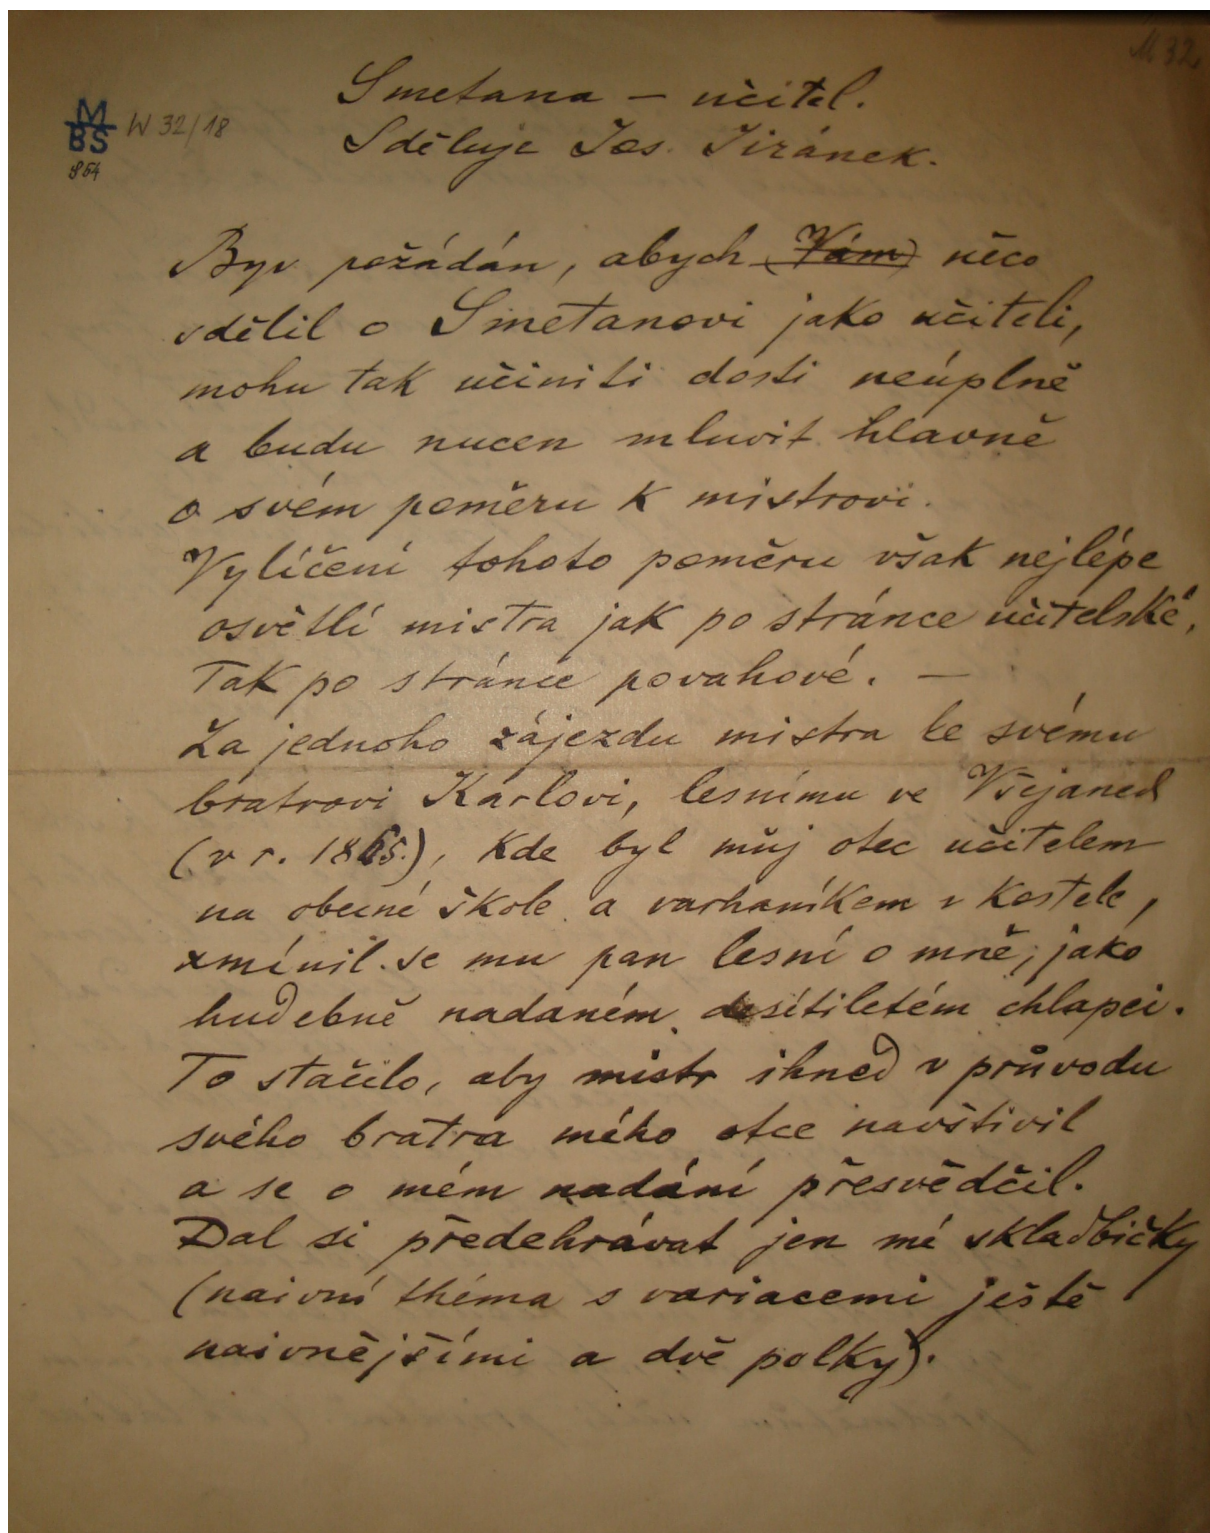 M 32
Smetana – učitel.
M
BS
W 32/18
854
Sděluje Jos. Jiránek.
Byv požádán, abych (Vám) něco
sdělil o Smetanovi jako učiteli,
mohu tak učiniti dosti neúplně
a budu nucen mluvit hlavně
o svém poměru k mistrovi.
Vylíčení tohoto poměru však nejlépe
osvětlí mistra jak po stránce učitelské,
tak po stránce povahové. —
Za jednoho zájezdu mistra ke svému
bratrovi Karlovi, lesnímu ve Všejanech
(v r. 1865.), kde byl můj otec učitelem
na obecné škole a varhaníkem v kostele,
zmínil se mu pan lesní o mně, jako
hudebně nadaném desítiletém chlapci.
To stačilo, aby mistr ihned v průvodu
svého bratra mého otce navštívil
a se o mém nadání přesvědčil.
Dal si předehrávat jen mé skladbičky
(naivní théma s variacemi ještě
naivnějšími a dvě polky).